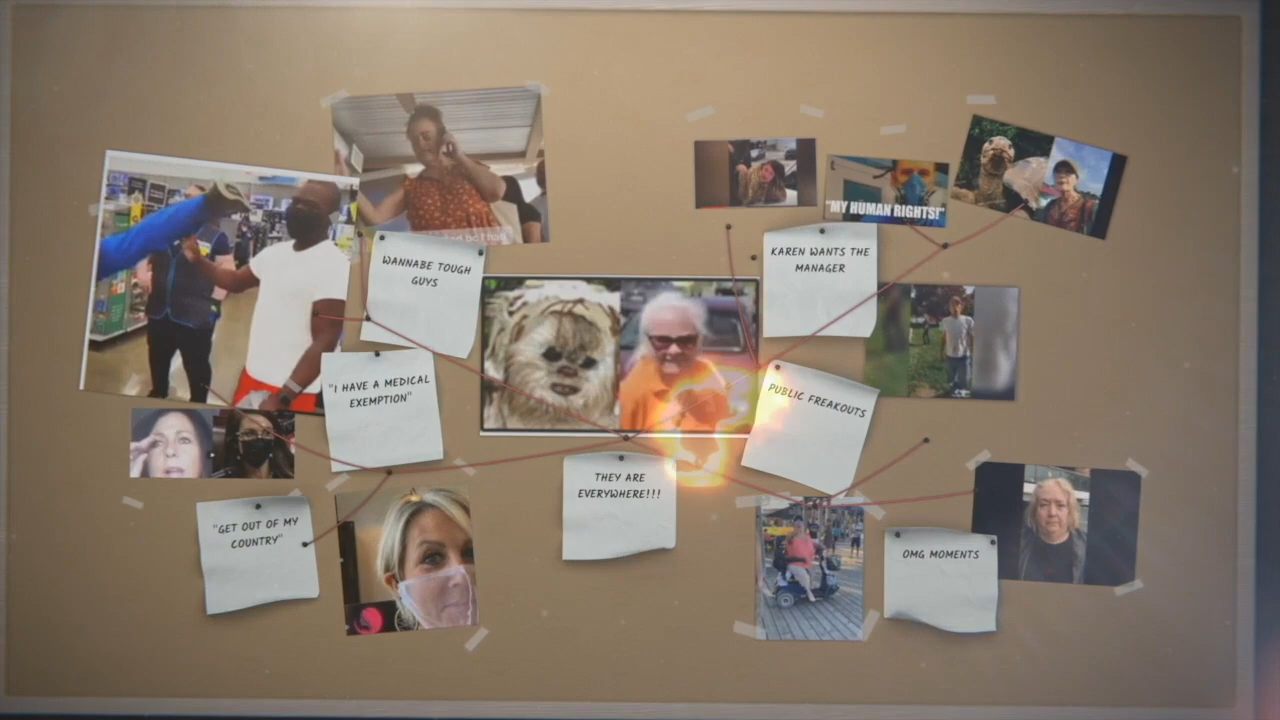 WANNABE TOUGH
GUYS
KAREN WANTS THE
MANAGER
"MY HUMAN RIGHTS!"
"I HAVE A MEDICAL
EXEMPTION"
PUBLIC FREAKOUTS
THEY ARE
EVERYWHERE!!!
"GET OUT OF MY
COUNTRY"
OMG MOMENTS